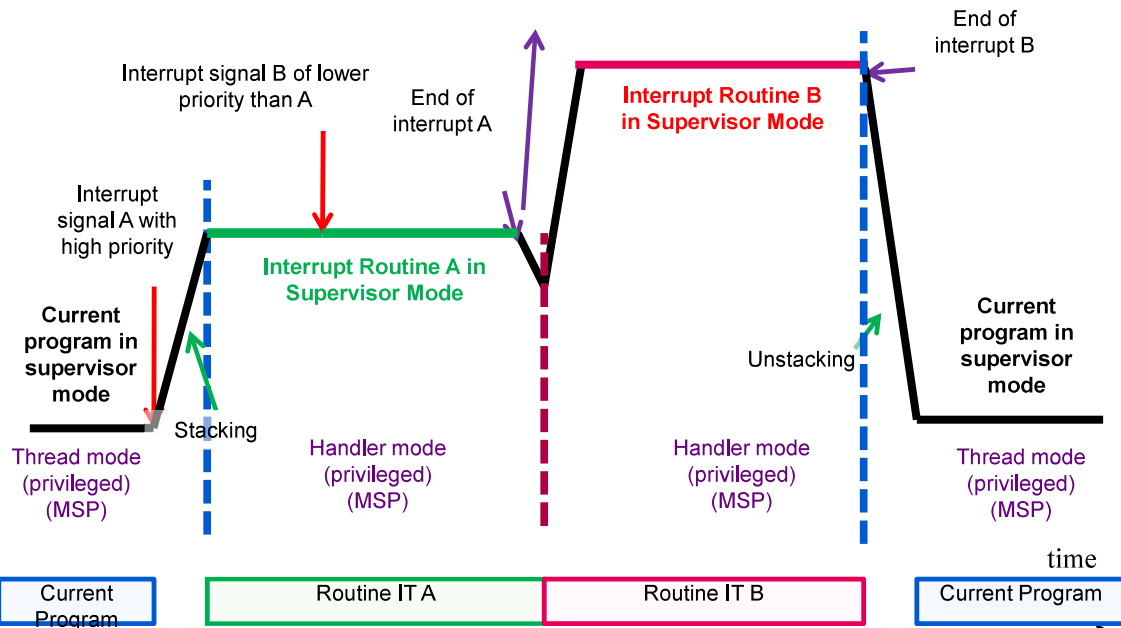 End of
interrupt B
Interrupt signal B of lower
priority than A
End of
interrupt A
Interrupt Routine B
in Supervisor Mode
Interrupt
signal A with
high priority
Interrupt Routine A in
Supervisor Mode
Current
program in
supervisor
mode
Current
program in
supervisor
mode
Unstacking
Stacking
Thread mode
(privileged)
(MSP)
Handler mode
(privileged)
(MSP)
Handler mode
(privileged)
(MSP)
Thread mode
(privileged)
(MSP)
time
Current
Program
Routine IT A
Routine IT B
Current Program